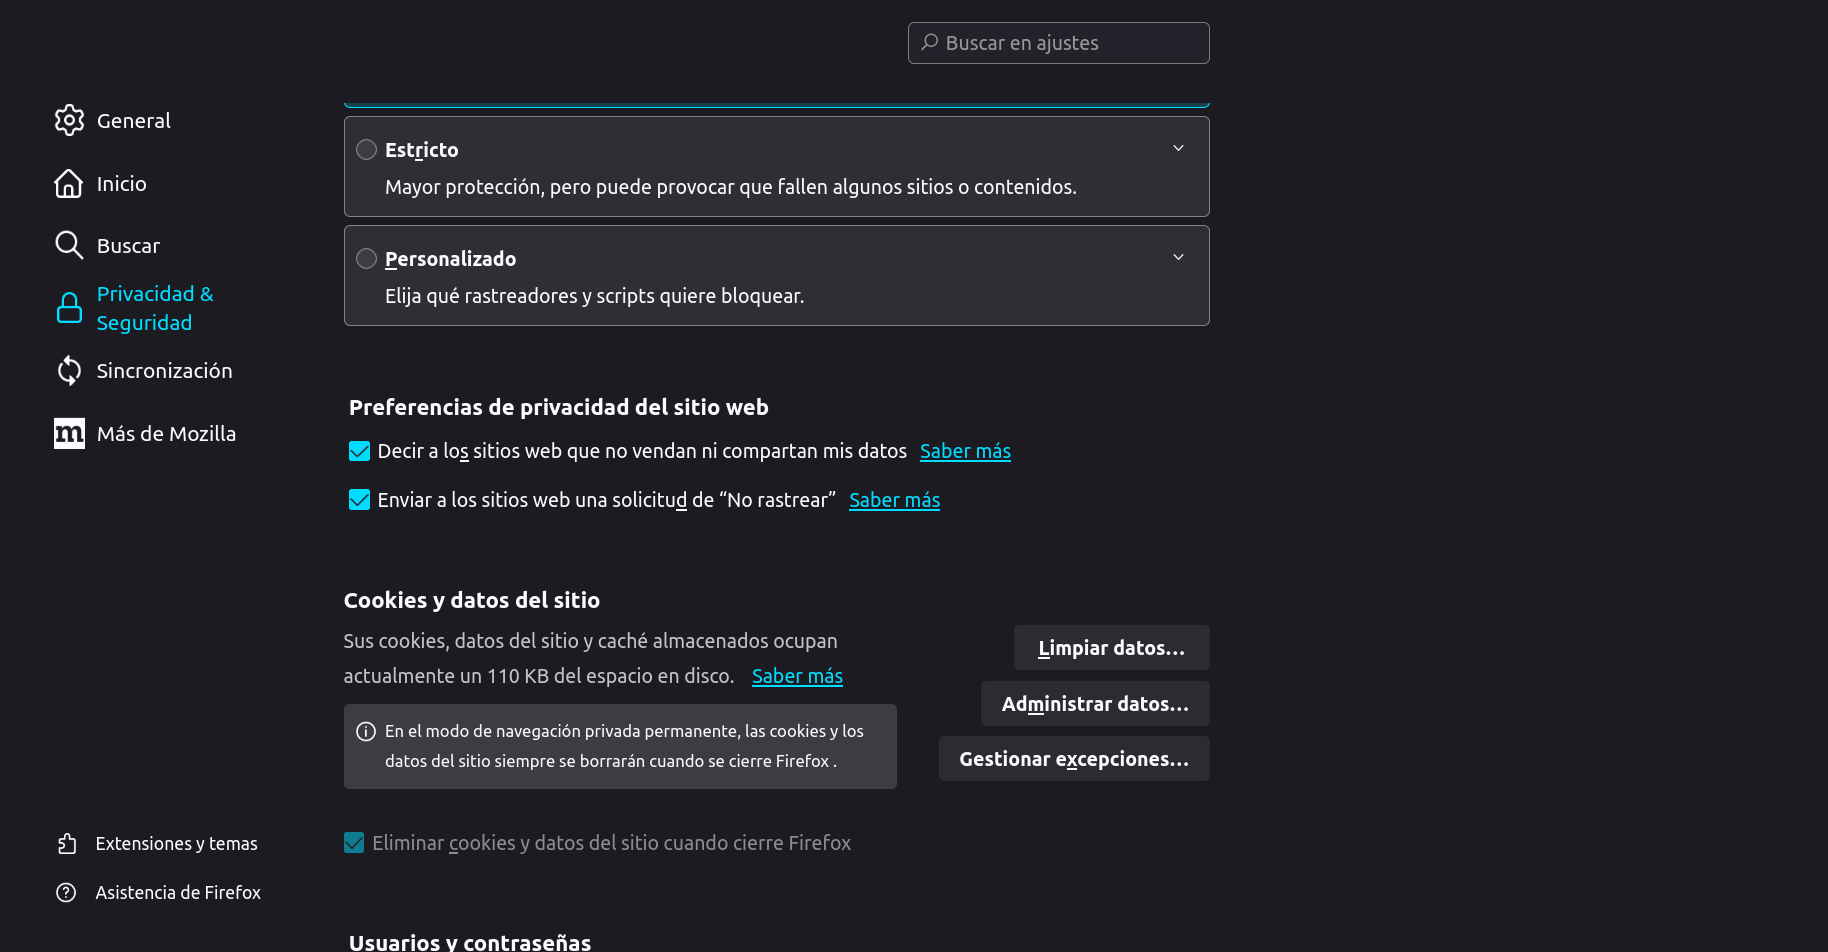 Buscar en ajustes
General
Inicio
Buscar
Privacidad &
Seguridad
Sincronización
Más de Mozilla
Extensiones y temas
Asistencia de Firefox
Estricto
Mayor protección, pero puede provocar que fallen algunos sitios o contenidos.
Personalizado
Elija qué rastreadores y scripts quiere bloquear.
Preferencias de privacidad del sitio web
Decir a los sitios web que no vendan ni compartan mis datos Saber más
Enviar a los sitios web una solicitud de “No rastrear” Saber más
Cookies y datos del sitio
Sus cookies, datos del sitio y caché almacenados ocupan
actualmente un 110 KB del espacio en disco. Saber más
En el modo de navegación privada permanente, las cookies y los
datos del sitio siempre se borrarán cuando se cierre Firefox .
Limpiar datos…
Administrar datos…
Gestionar excepciones…
Eliminar cookies y datos del sitio cuando cierre Firefox
Usuarios y contraseñas